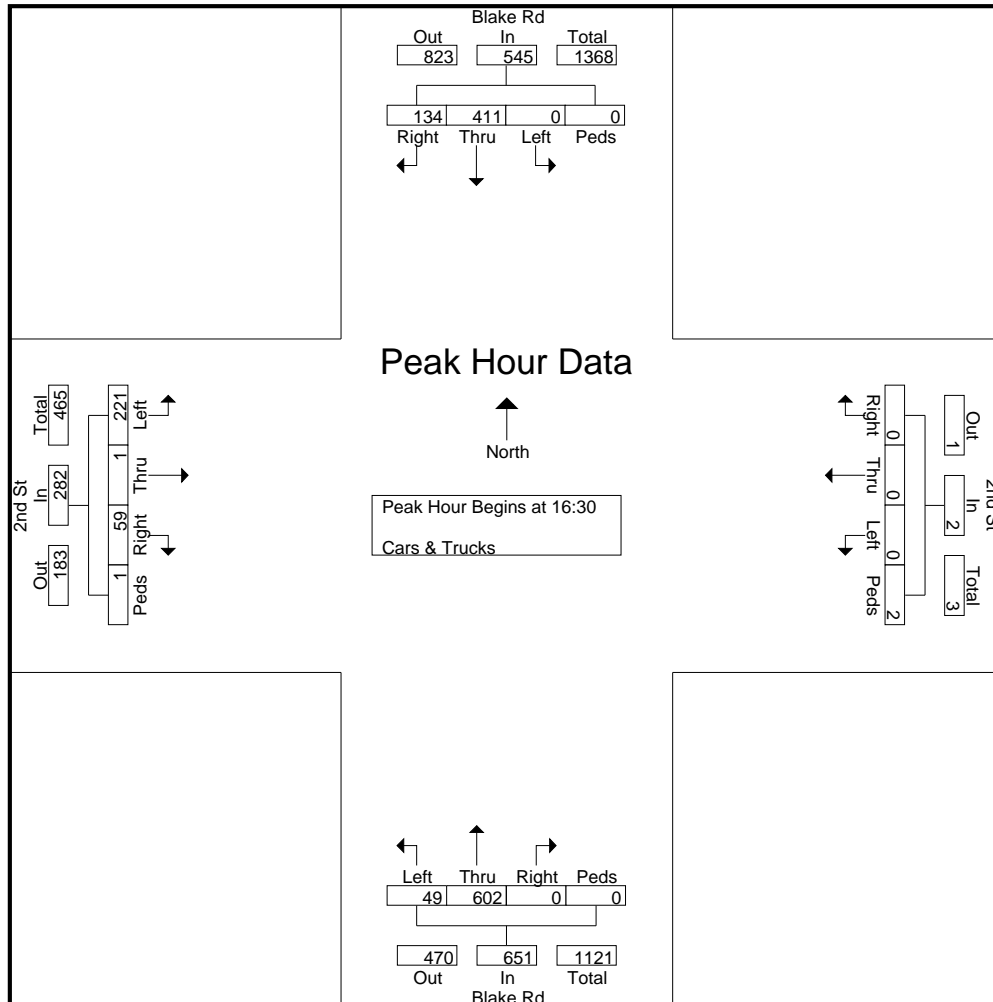 Blake Rd
Out In Total
823 545 1368
134 411 0 0
Right Thru Left Peds
Peak Hour Data
North
Peak Hour Begins at 16:30
Cars & Trucks
2nd St
Total In Out
465 282 183
221 1 59 1
Left Thru Right Peds
Right Thru Left Peds
0 0 0 2
Out In Total
1 2 3
2nd St
Left Thru Right Peds
49 602 0 0
470 651 1121
Out In Total
Blake Rd